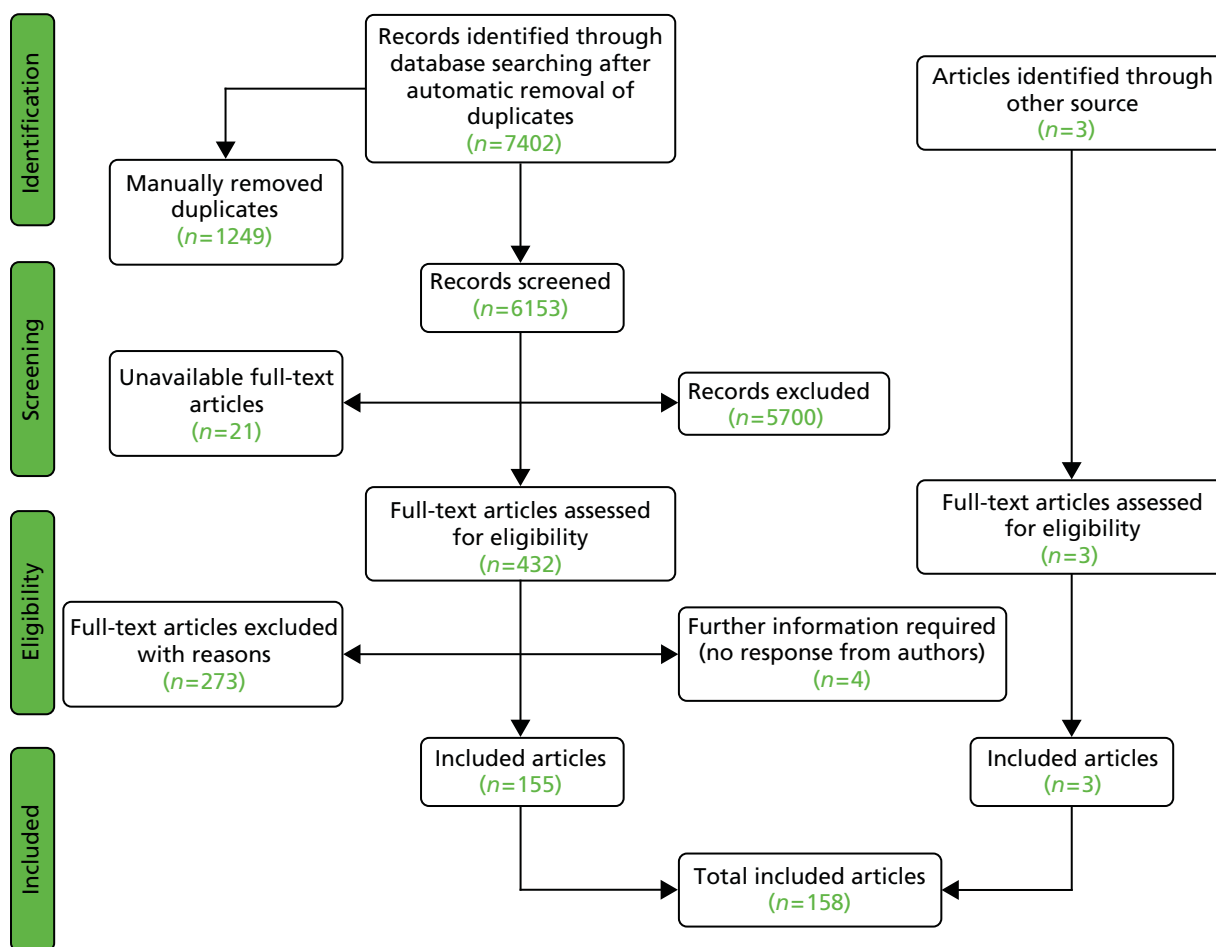 Identification
Records identified through
database searching after
automatic removal of
duplicates
(n=7402)
Articles identified through
other source
(n=3)
Manually removed
duplicates
(n=1249)
Screening
Records screened
(n=6153)
Unavailable full-text
articles
(n=21)
Records excluded
(n=5700)
Eligibility
Full-text articles assessed
for eligibility
(n=432)
Full-text articles assessed
for eligibility
(n=3)
Full-text articles excluded
with reasons
(n=273)
Further information required
(no response from authors)
(n=4)
Included
Included articles
(n=155)
Included articles
(n=3)
Total included articles
(n=158)